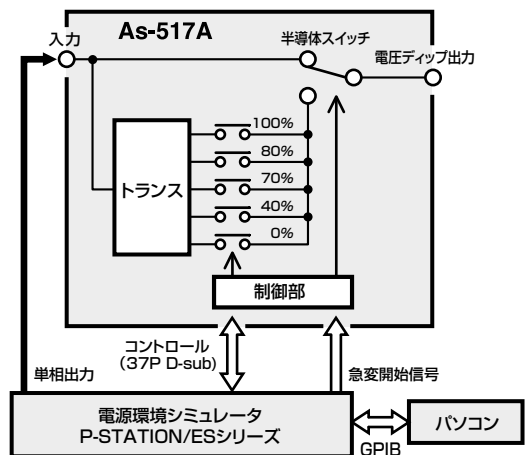 As-517A
入力
半導体スイッチ
電圧ディップ出力
トランス
100%
80%
70%
40%
0%
制御部
コントロール
(37P D-sub)
単相出力
急変開始信号
電源環境シミュレータ
P-STATION/ESシリーズ
GPIB
パソコン